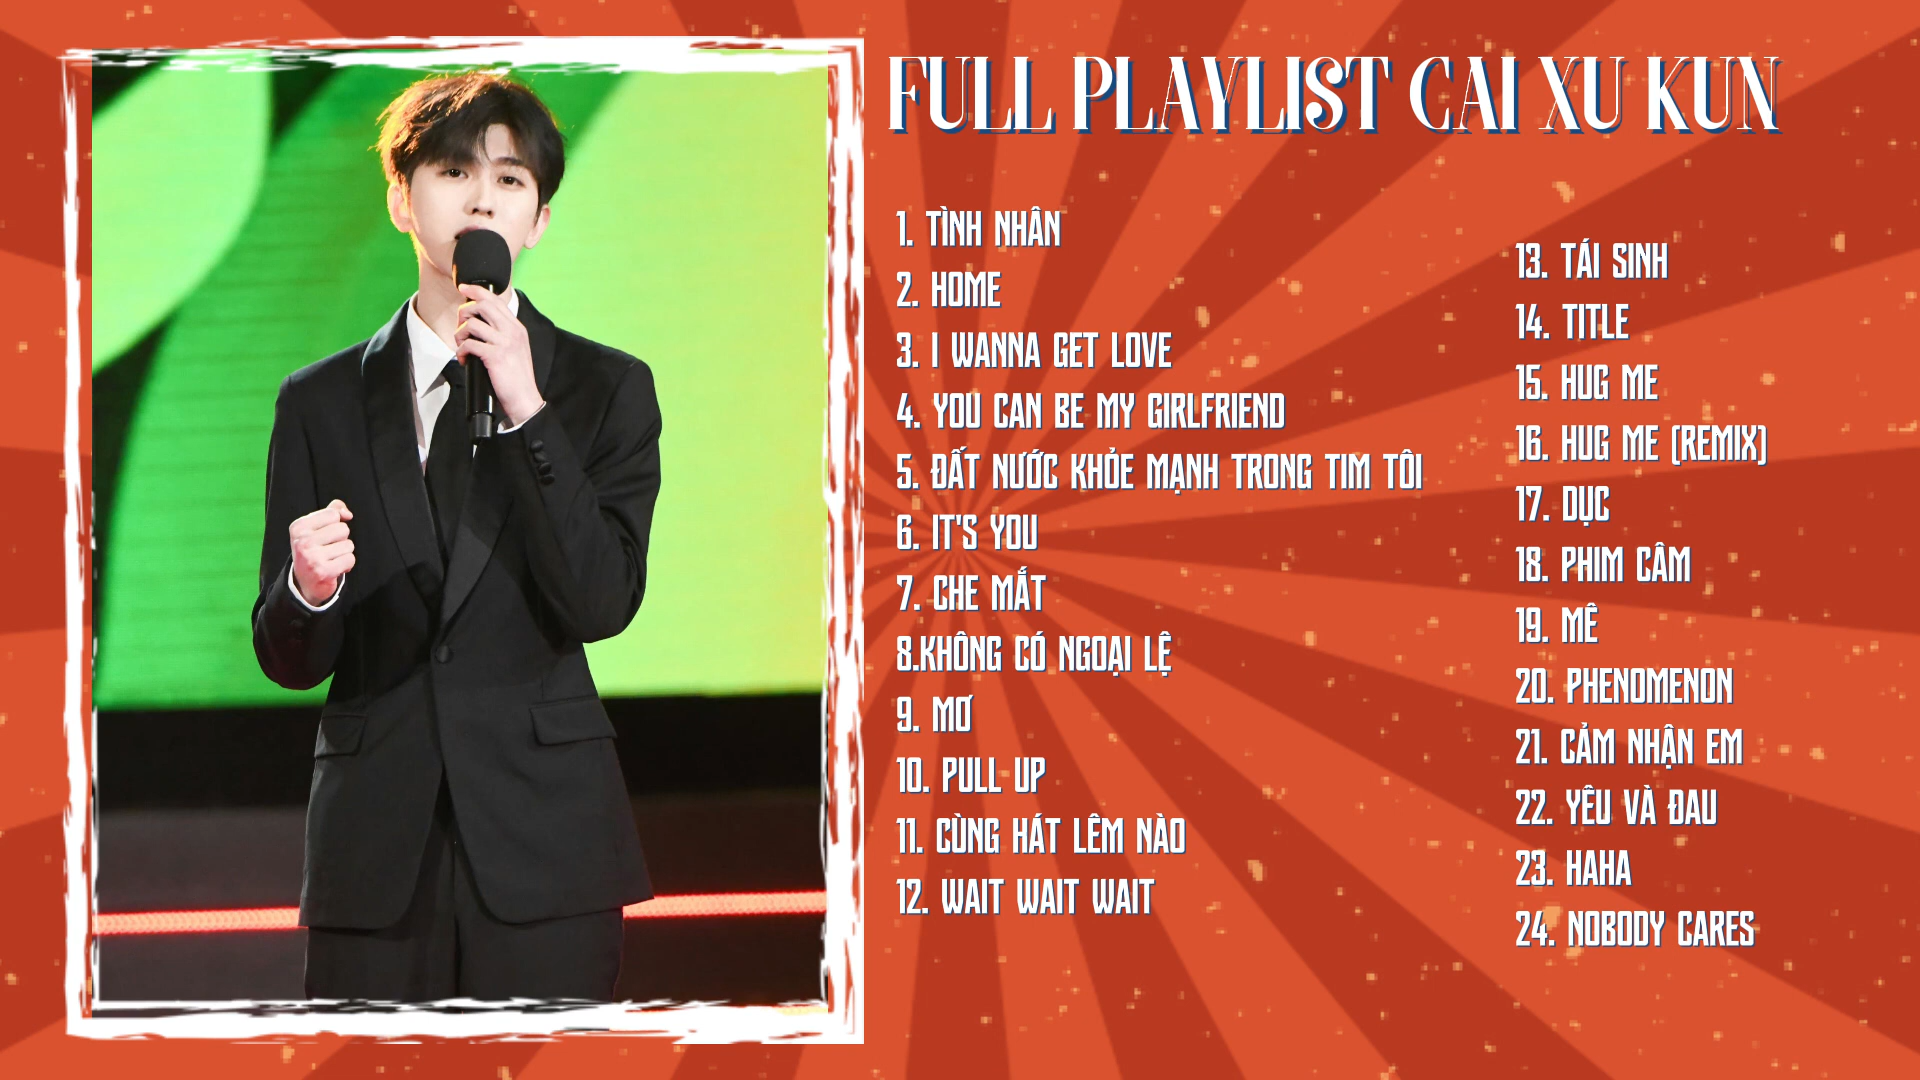 FULL PLAYLIST CAI XU KUN
1. TÌNH NHÂN
2. HOME
3. I WANNA GET LOVE
4. YOU CAN BE MY GIRLFRIEND
5. ĐẤT NƯỚC KHỎE MẠNH TRONG TIM TÔI
6. IT'S YOU
7. CHE MẮT
8.KHÔNG CÓ NGOẠI LỆ
9. MƠ
10. PULL UP
11. CÙNG HÁT LÊM NÀO
12. WAIT WAIT WAIT
13. TÁI SINH
14. TITLE
15. HUG ME
16. HUG ME (REMIX)
17. DỤC
18. PHIM CÂM
19. MÊ
20. PHENOMENON
21. CẢM NHẬN EM
22. YÊU VÀ ĐAU
23. HAHA
24. NOBODY CARES